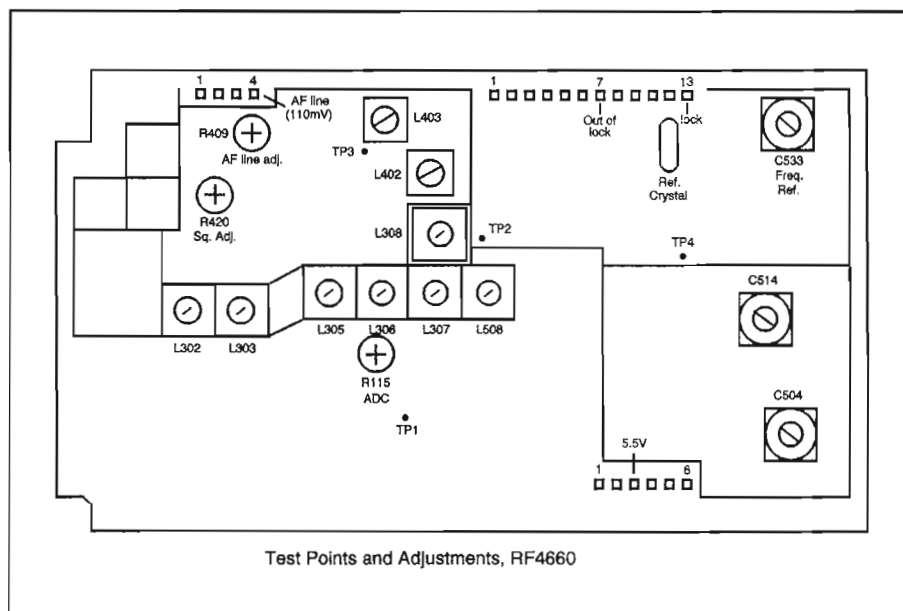 1 4
AF line
(110mV)
R409
AF line adj.
L403
TP3
L402
R420
Sq. Adj.
L308
TP2
1 7 13
Out of
lock
lock
Ref.
Crystal
C533
Freq.
Ref.
TP4
L302
L303
L305
L306
L307
L508
R115
ADC
TP1
C514
C504
5.5V
1 6
Test Points and Adjustments, RF4660